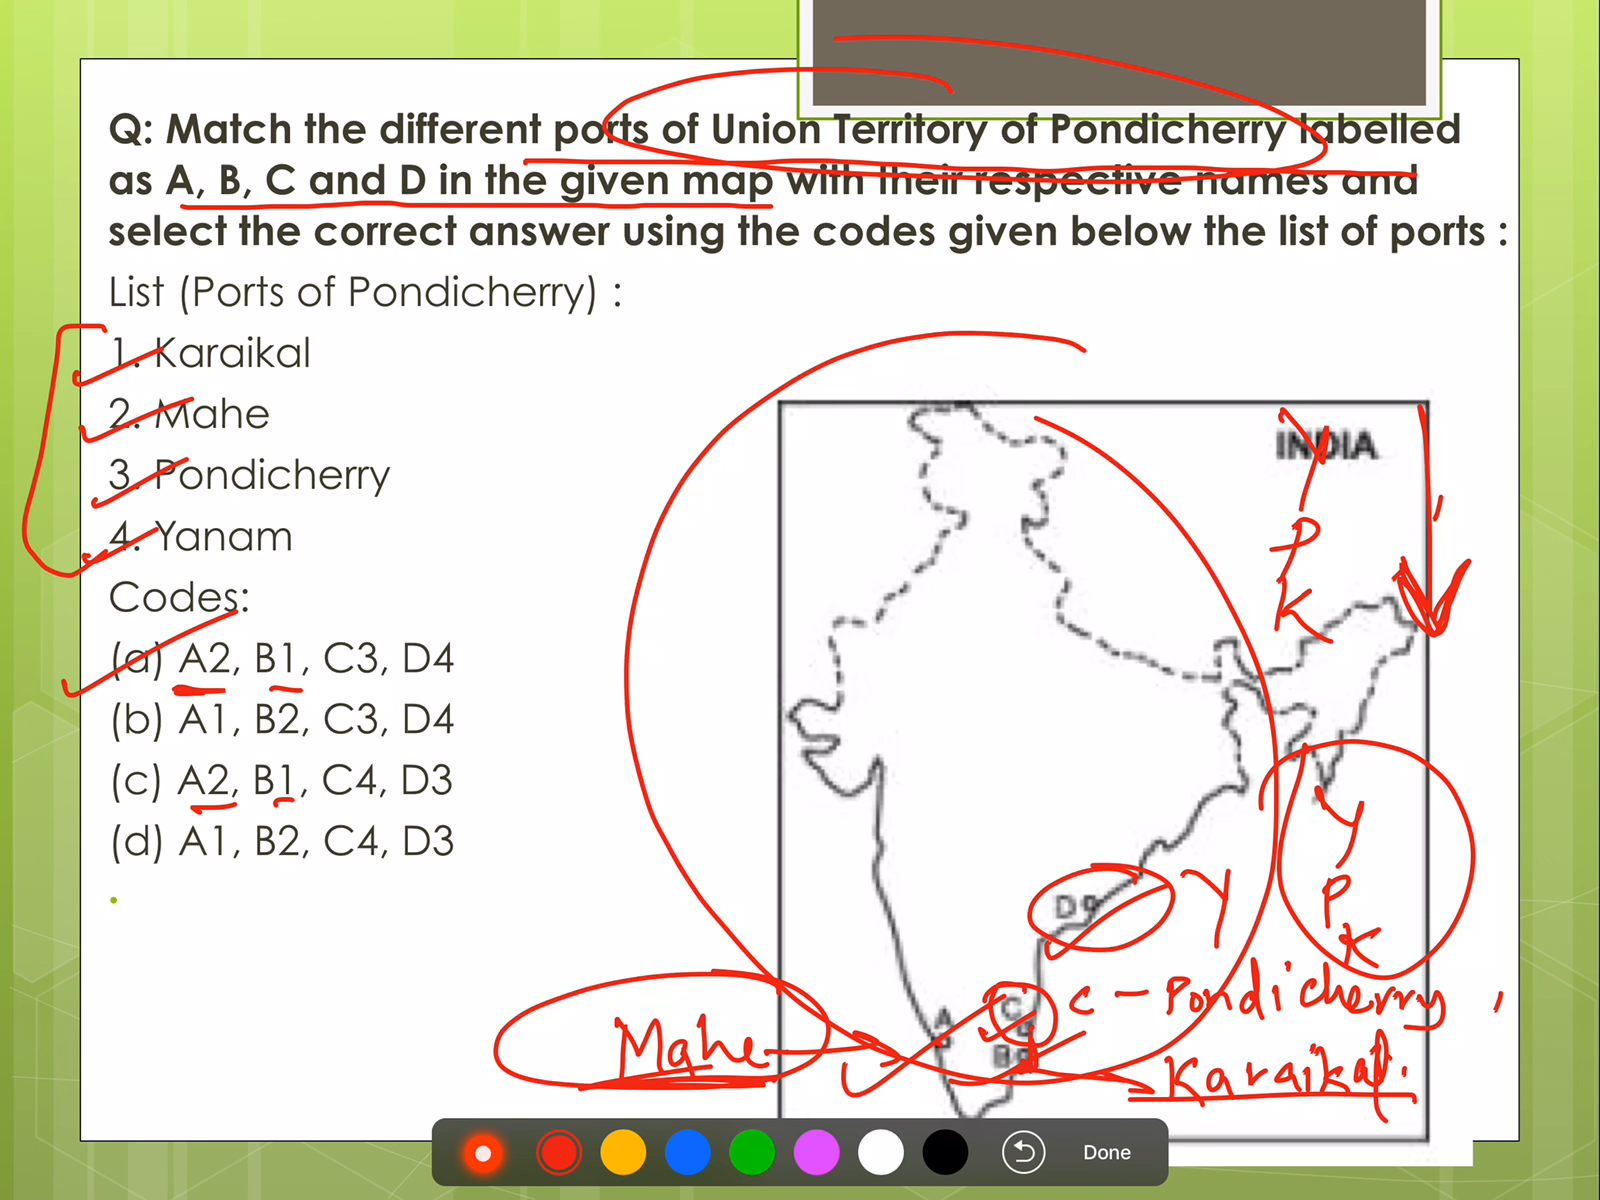 Q: Match the different ports of Union Territory of Pondicherry labelled
as A, B, C and D in the given map with their respective names and
select the correct answer using the codes given below the list of ports :
List (Ports of Pondicherry) :
1. Karaikal
2. Mahe
3. Pondicherry
4. Yanam
Codes:
(a) A2, B1, C3, D4
(b) A1, B2, C3, D4
(c) A2, B1, C4, D3
(d) A1, B2, C4, D3
INDIA
Y
P
K
Y
P
K
D
Y
A
C
C - Pondicherry,
B
Mahe
Karaikal.
Done